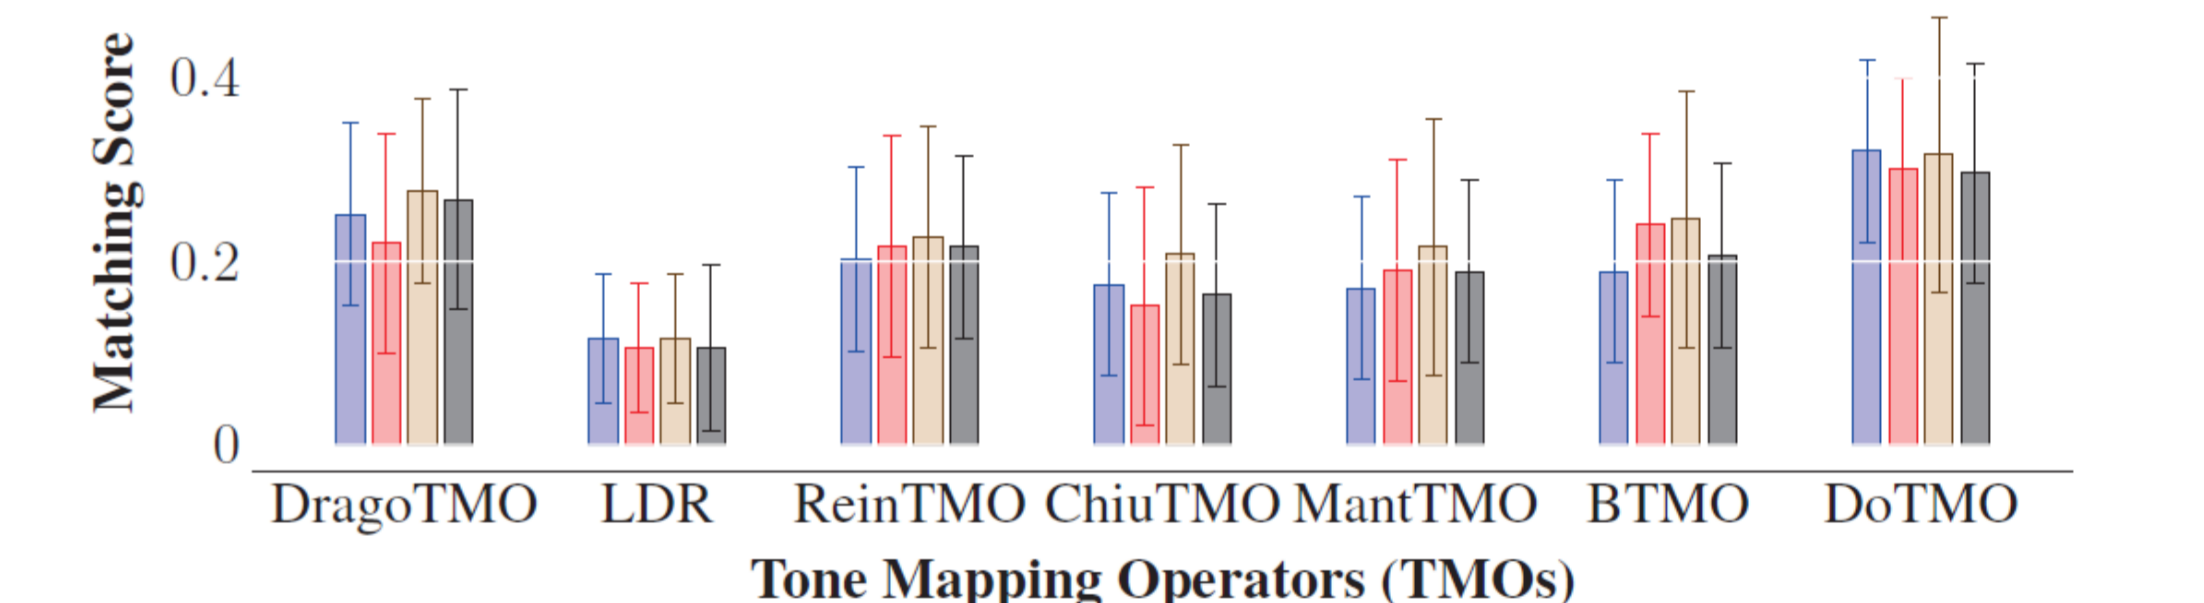 Matching Score
0.4
0.2
0
DragoTMO LDR ReinTMO ChiuTMO MantTMO BTMO DoTMO
Tone Mapping Operators (TMOs)